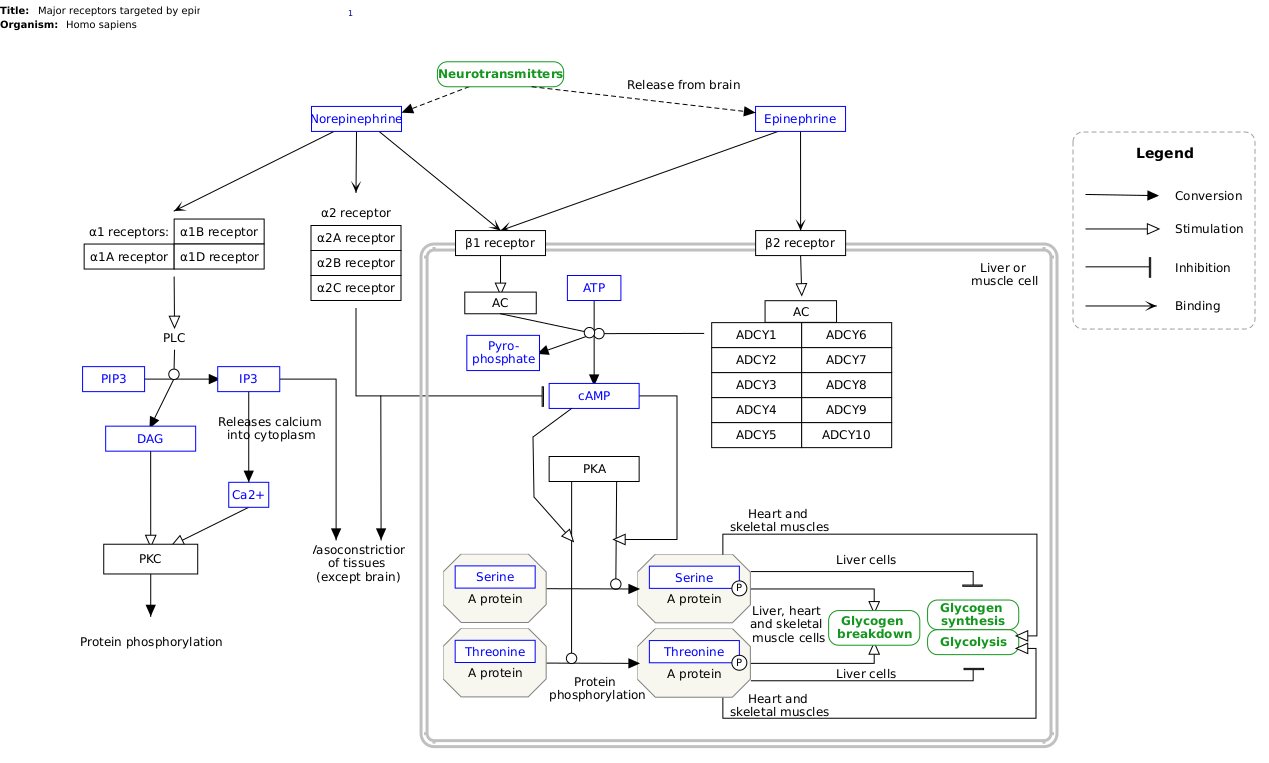 Title: Major receptors targeted by epir
Organism: Homo sapiens
1
Neurotransmitters
Release from brain
Norepinephrine
Epinephrine
Legend
Conversion
Stimulation
Inhibition
Binding
α1 receptors:
α1B receptor
α1A receptor
α1D receptor
α2 receptor
α2A receptor
α2B receptor
α2C receptor
β1 receptor
β2 receptor
Liver or
muscle cell
AC
ATP
AC
PLC
Pyro-
phosphate
ADCY1
ADCY6
ADCY2
ADCY7
ADCY3
ADCY8
ADCY4
ADCY9
ADCY5
ADCY10
PIP3
IP3
cAMP
Releases calcium
into cytoplasm
DAG
PKA
Ca2+
Heart and
skeletal muscles
PKC
Vasoconstriction
of tissues
(except brain)
Liver cells
Serine
A protein
Serine
P
A protein
Liver, heart
and skeletal
muscle cells
Glycogen
breakdown
Glycogen
synthesis
Glycolysis
Protein phosphorylation
Threonine
A protein
Threonine
P
A protein
Liver cells
Protein
phosphorylation
Heart and
skeletal muscles